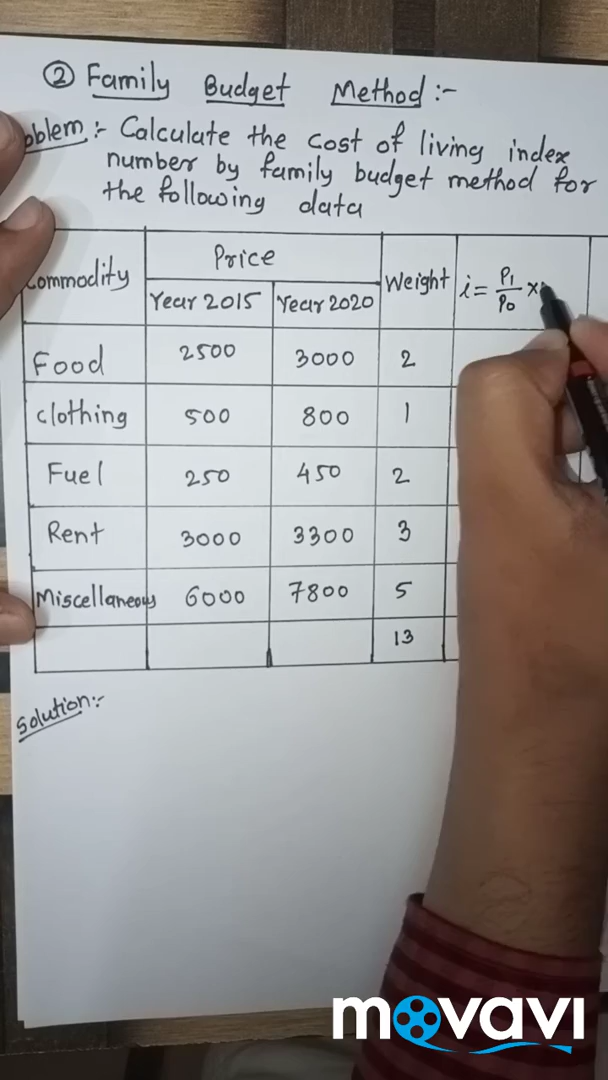 ② Family Budget Method :-
oblem :- Calculate the cost of living index
number by family budget method for
the following data
Commodity Price Weight i = P1/P0 ×
Year 2015 Year 2020
Food 2500 3000 2
clothing 500 800 1
Fuel 250 450 2
Rent 3000 3300 3
Miscellaneous 6000 7800 5
13
Solution :-
movavi